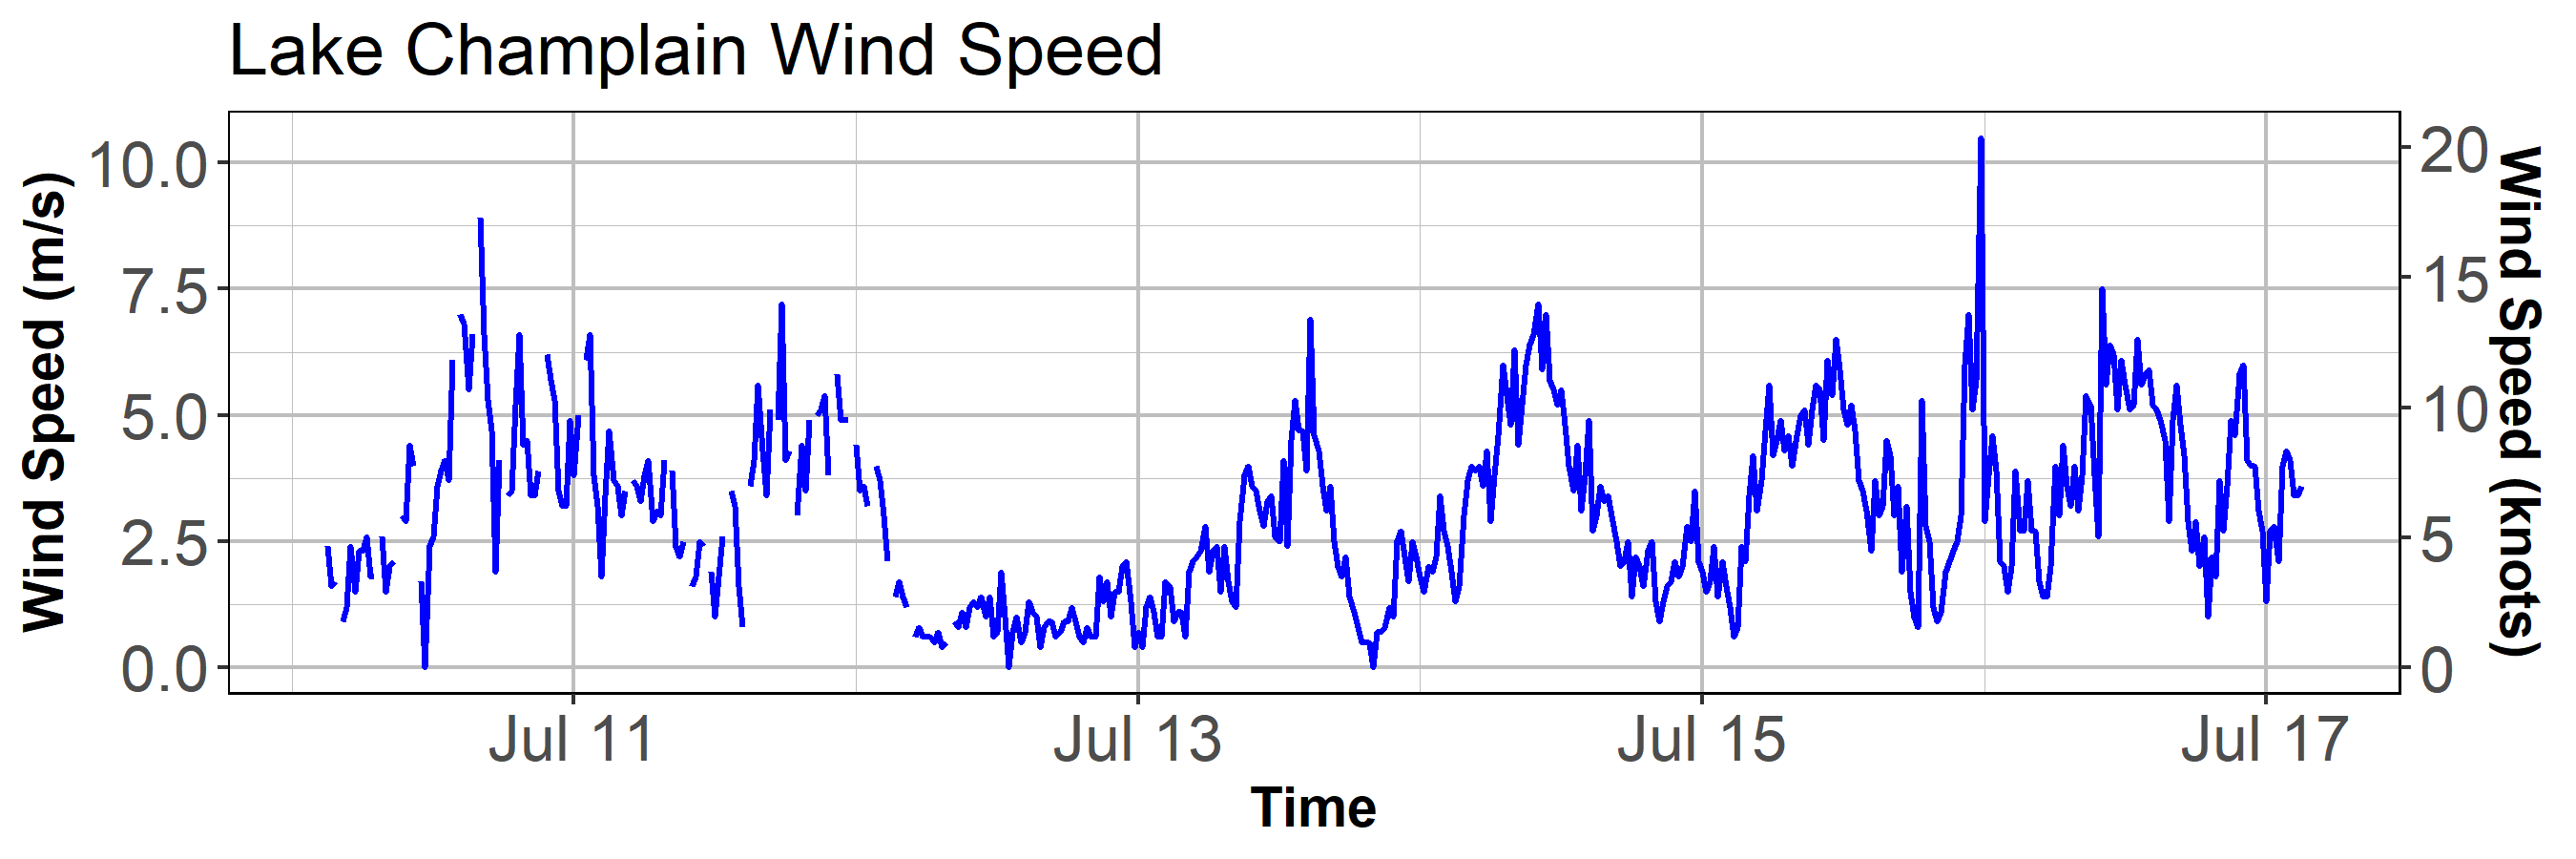 Lake Champlain Wind Speed
Wind Speed (m/s)
10.0
7.5
5.0
2.5
0.0
20
15
10
5
0
Wind Speed (knots)
Jul 11
Jul 13
Jul 15
Jul 17
Time